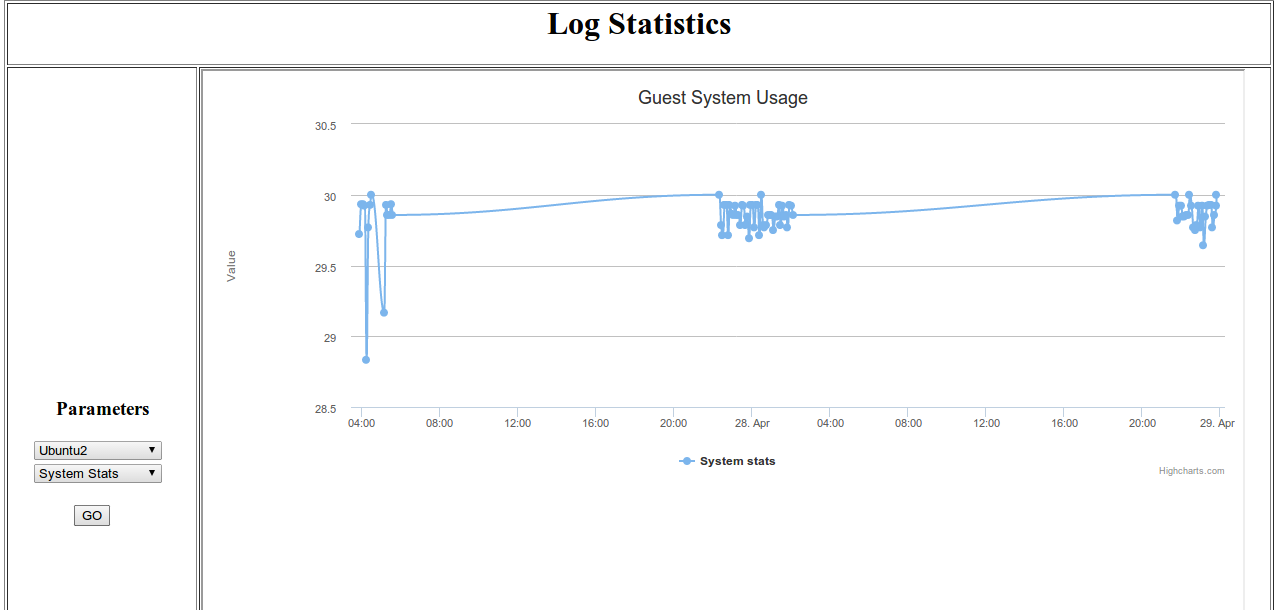 Log Statistics
Guest System Usage
30.5
30
29.5
29
28.5
Value
04:00 08:00 12:00 16:00 20:00 28. Apr 04:00 08:00 12:00 16:00 20:00 29. Apr
System stats
Highcharts.com
Parameters
Ubuntu2
System Stats
GO